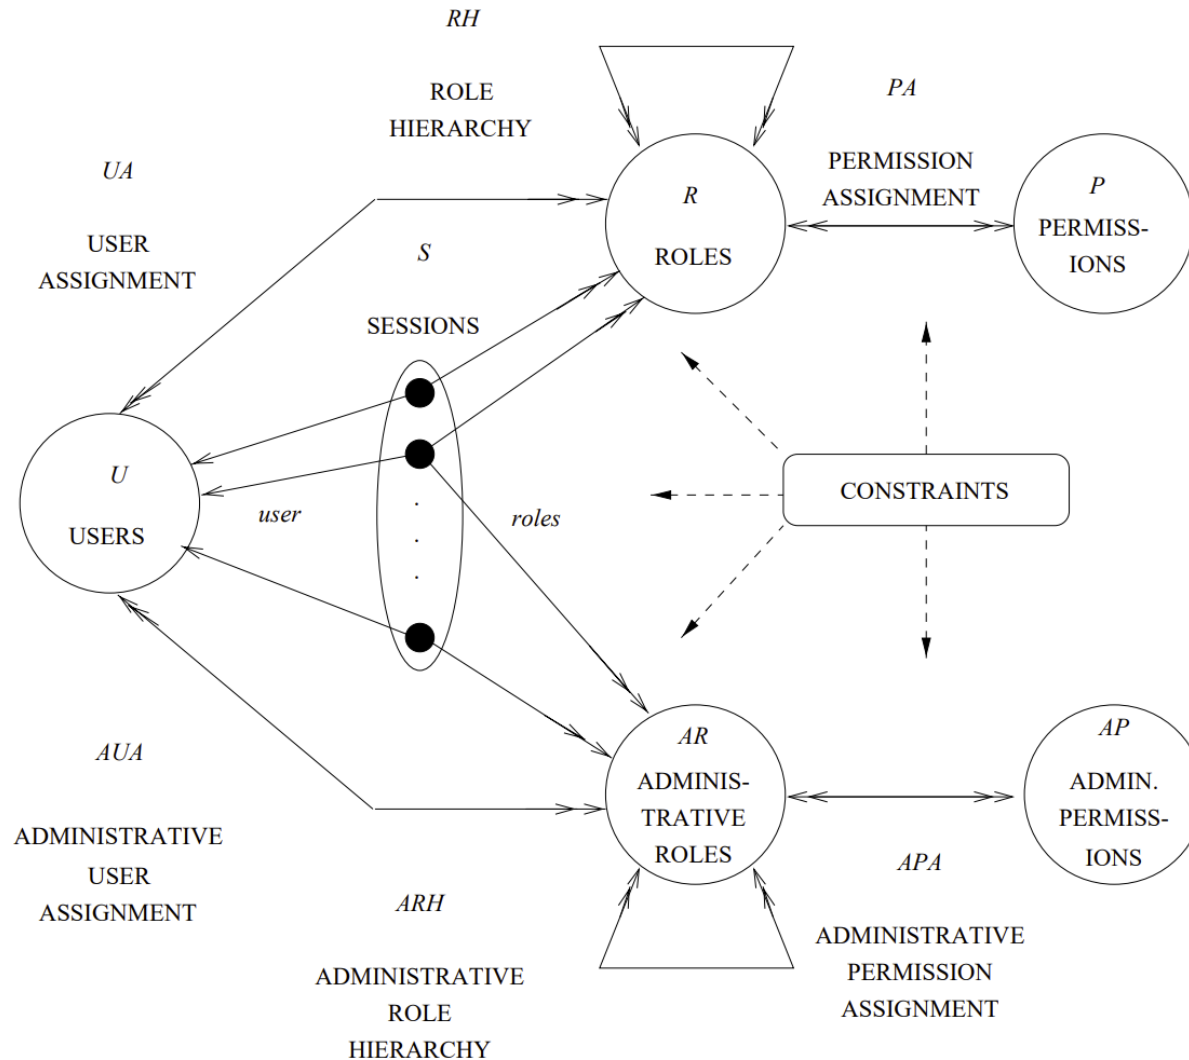 RH
ROLE
HIERARCHY
PA
PERMISSION
ASSIGNMENT
UA
USER
ASSIGNMENT
R
ROLES
P
PERMISS-
IONS
S
SESSIONS
U
USERS
user
roles
CONSTRAINTS
AUA
ADMINISTRATIVE
USER
ASSIGNMENT
AR
ADMINIS-
TRATIVE
ROLES
AP
ADMIN.
PERMISS-
IONS
ARH
ADMINISTRATIVE
ROLE
HIERARCHY
APA
ADMINISTRATIVE
PERMISSION
ASSIGNMENT